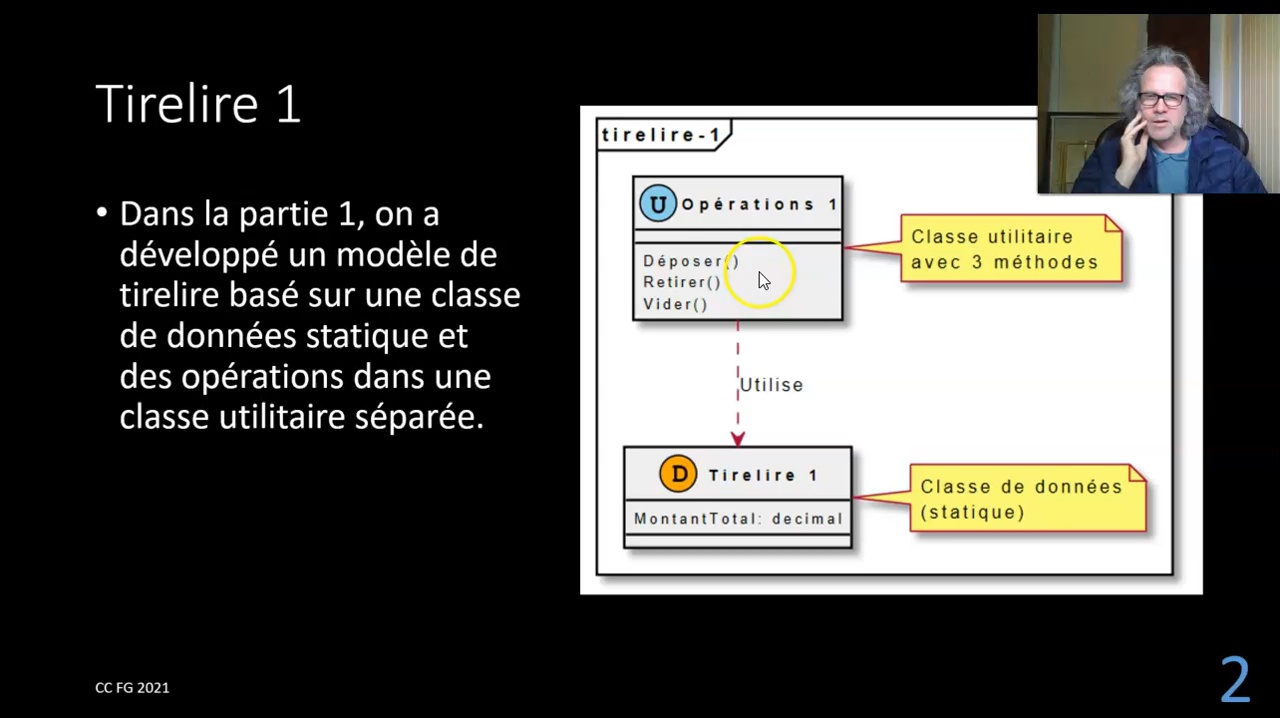 Tirelire 1
• Dans la partie 1, on a
développé un modèle de
tirelire basé sur une classe
de données statique et
des opérations dans une
classe utilitaire séparée.
tirelire-1
U Opérations 1
Déposer()
Retirer()
Vider()
Classe utilitaire
avec 3 méthodes
Utilise
D Tirelire 1
MontantTotal: decimal
Classe de données
(statique)
CC FG 2021
2